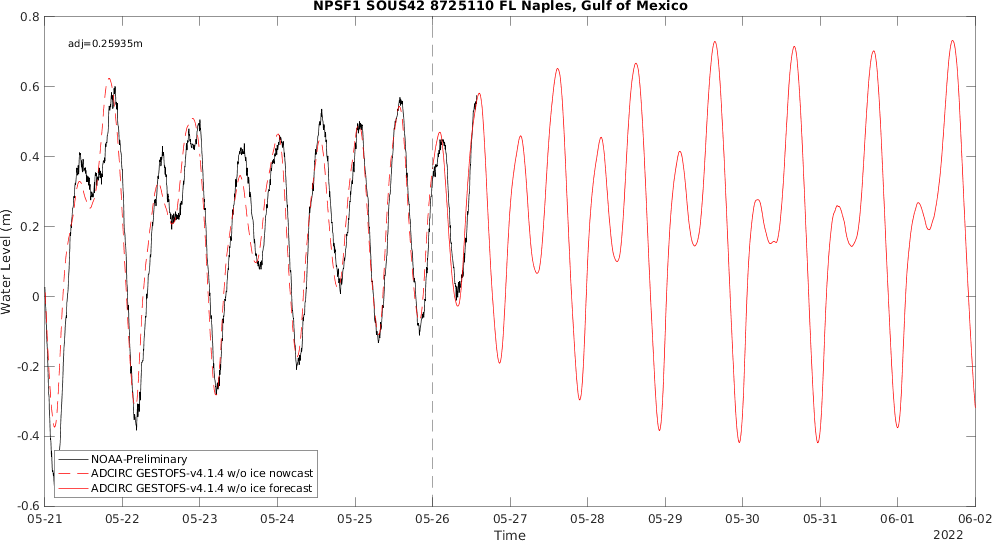 NPSF1 SOUS42 8725110 FL Naples, Gulf of Mexico
adj=0.25935m
0.8
0.6
0.4
0.2
0
-0.2
-0.4
-0.6
Water Level (m)
NOAA-Preliminary
ADCIRC GESTOFS-v4.1.4 w/o ice nowcast
ADCIRC GESTOFS-v4.1.4 w/o ice forecast
05-21 05-22 05-23 05-24 05-25 05-26 05-27 05-28 05-29 05-30 05-31 06-01 06-02
Time
2022